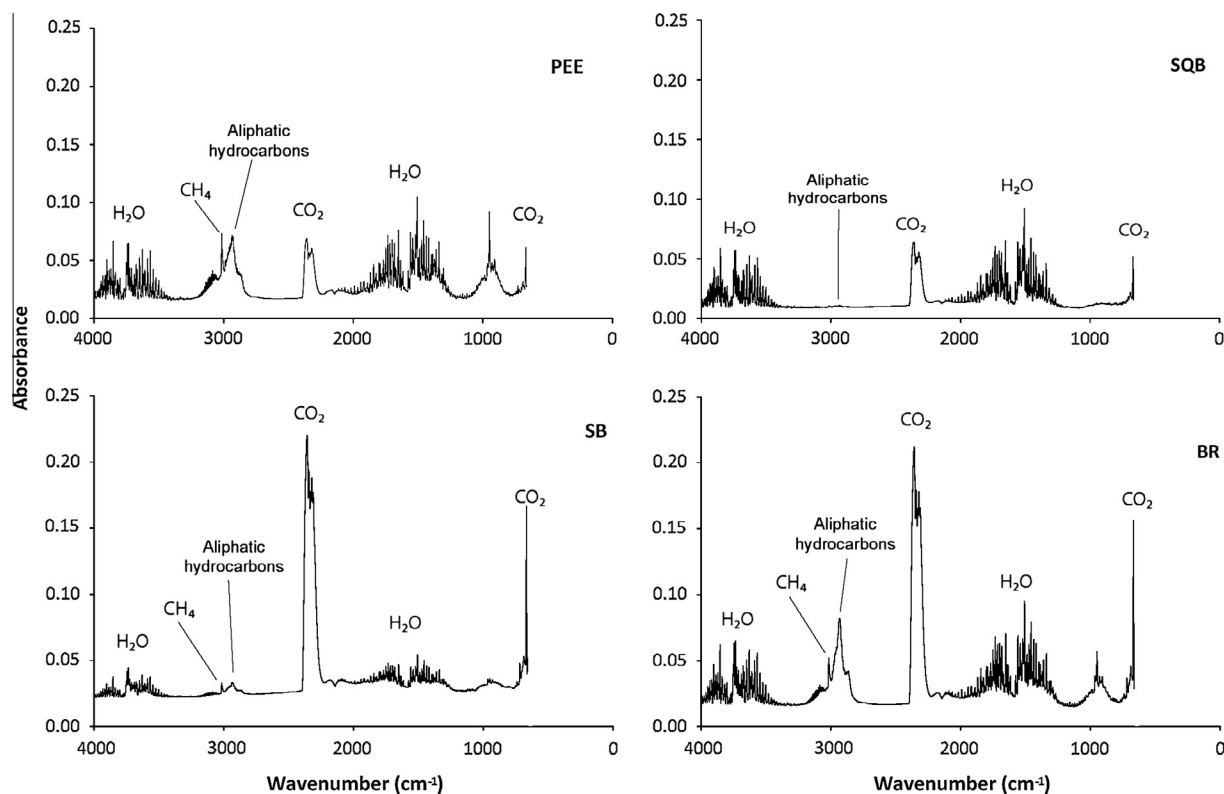 0.25
0.20
0.15
0.10
0.05
0.00
4000 3000 2000 1000 0
PEE
Aliphatic
hydrocarbons
CH₄
H₂O
CO₂
H₂O
CO₂
0.25
0.20
0.15
0.10
0.05
0.00
4000 3000 2000 1000 0
SQB
Aliphatic
hydrocarbons
H₂O
CO₂
H₂O
CO₂
Absorbance
0.25
0.20
0.15
0.10
0.05
0.00
4000 3000 2000 1000 0
SB
CO₂
CO₂
Aliphatic
hydrocarbons
CH₄
H₂O
H₂O
Wavenumber (cm⁻¹)
0.25
0.20
0.15
0.10
0.05
0.00
4000 3000 2000 1000 0
BR
CO₂
CO₂
Aliphatic
hydrocarbons
CH₄
H₂O
H₂O
Wavenumber (cm⁻¹)